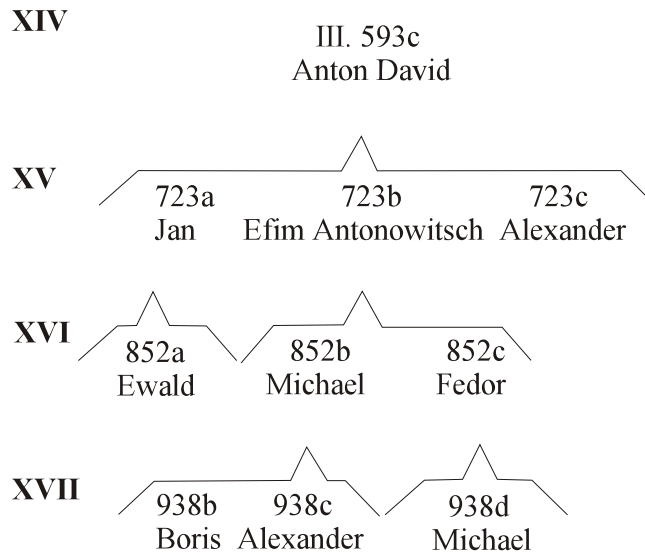 XIV
III. 593c
Anton David
XV
723a 723b 723c
Jan Efim Antonowitsch Alexander
XVI
852a 852b 852c
Ewald Michael Fedor
XVII
938b 938c 938d
Boris Alexander Michael